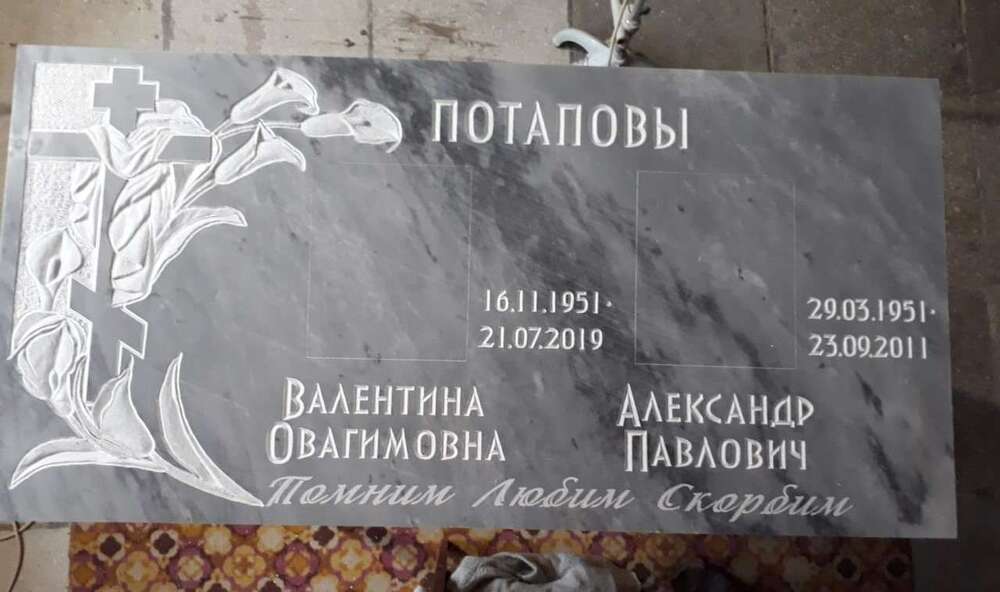 ПОТАПОВЫ
16.11.1951-
21.07.2019
ВАЛЕНТИНА
ОВАГИМОВНА
29.03.1951-
23.09.2011
АЛЕКСАНДР
ПАВЛОВИЧ
Помним Любим Скорбим